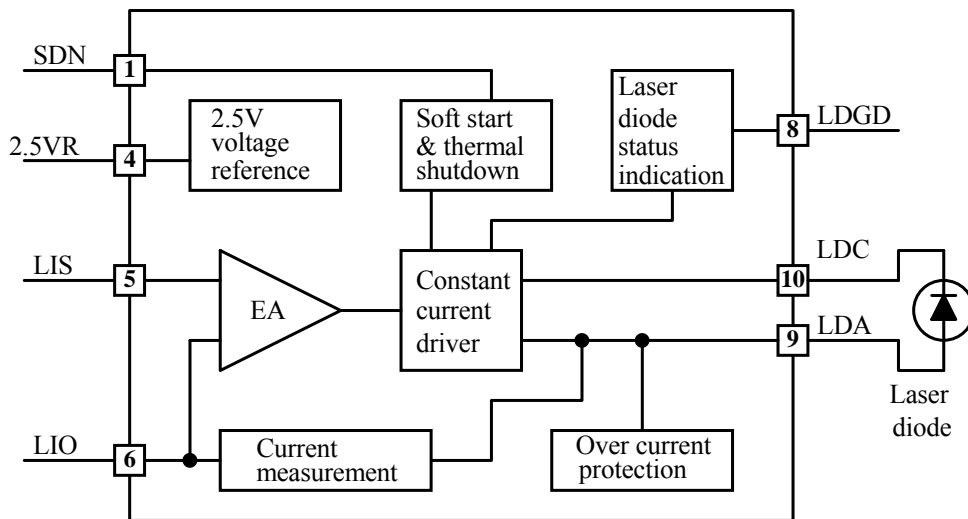 SDN
1
2.5VR
4
2.5V
voltage
reference
Soft start
& thermal
shutdown
Laser
diode
status
indication
8
LDGD
LIS
5
EA
Constant
current
driver
LDC
10
LDA
9
Laser
diode
LIO
6
Current
measurement
Over current
protection